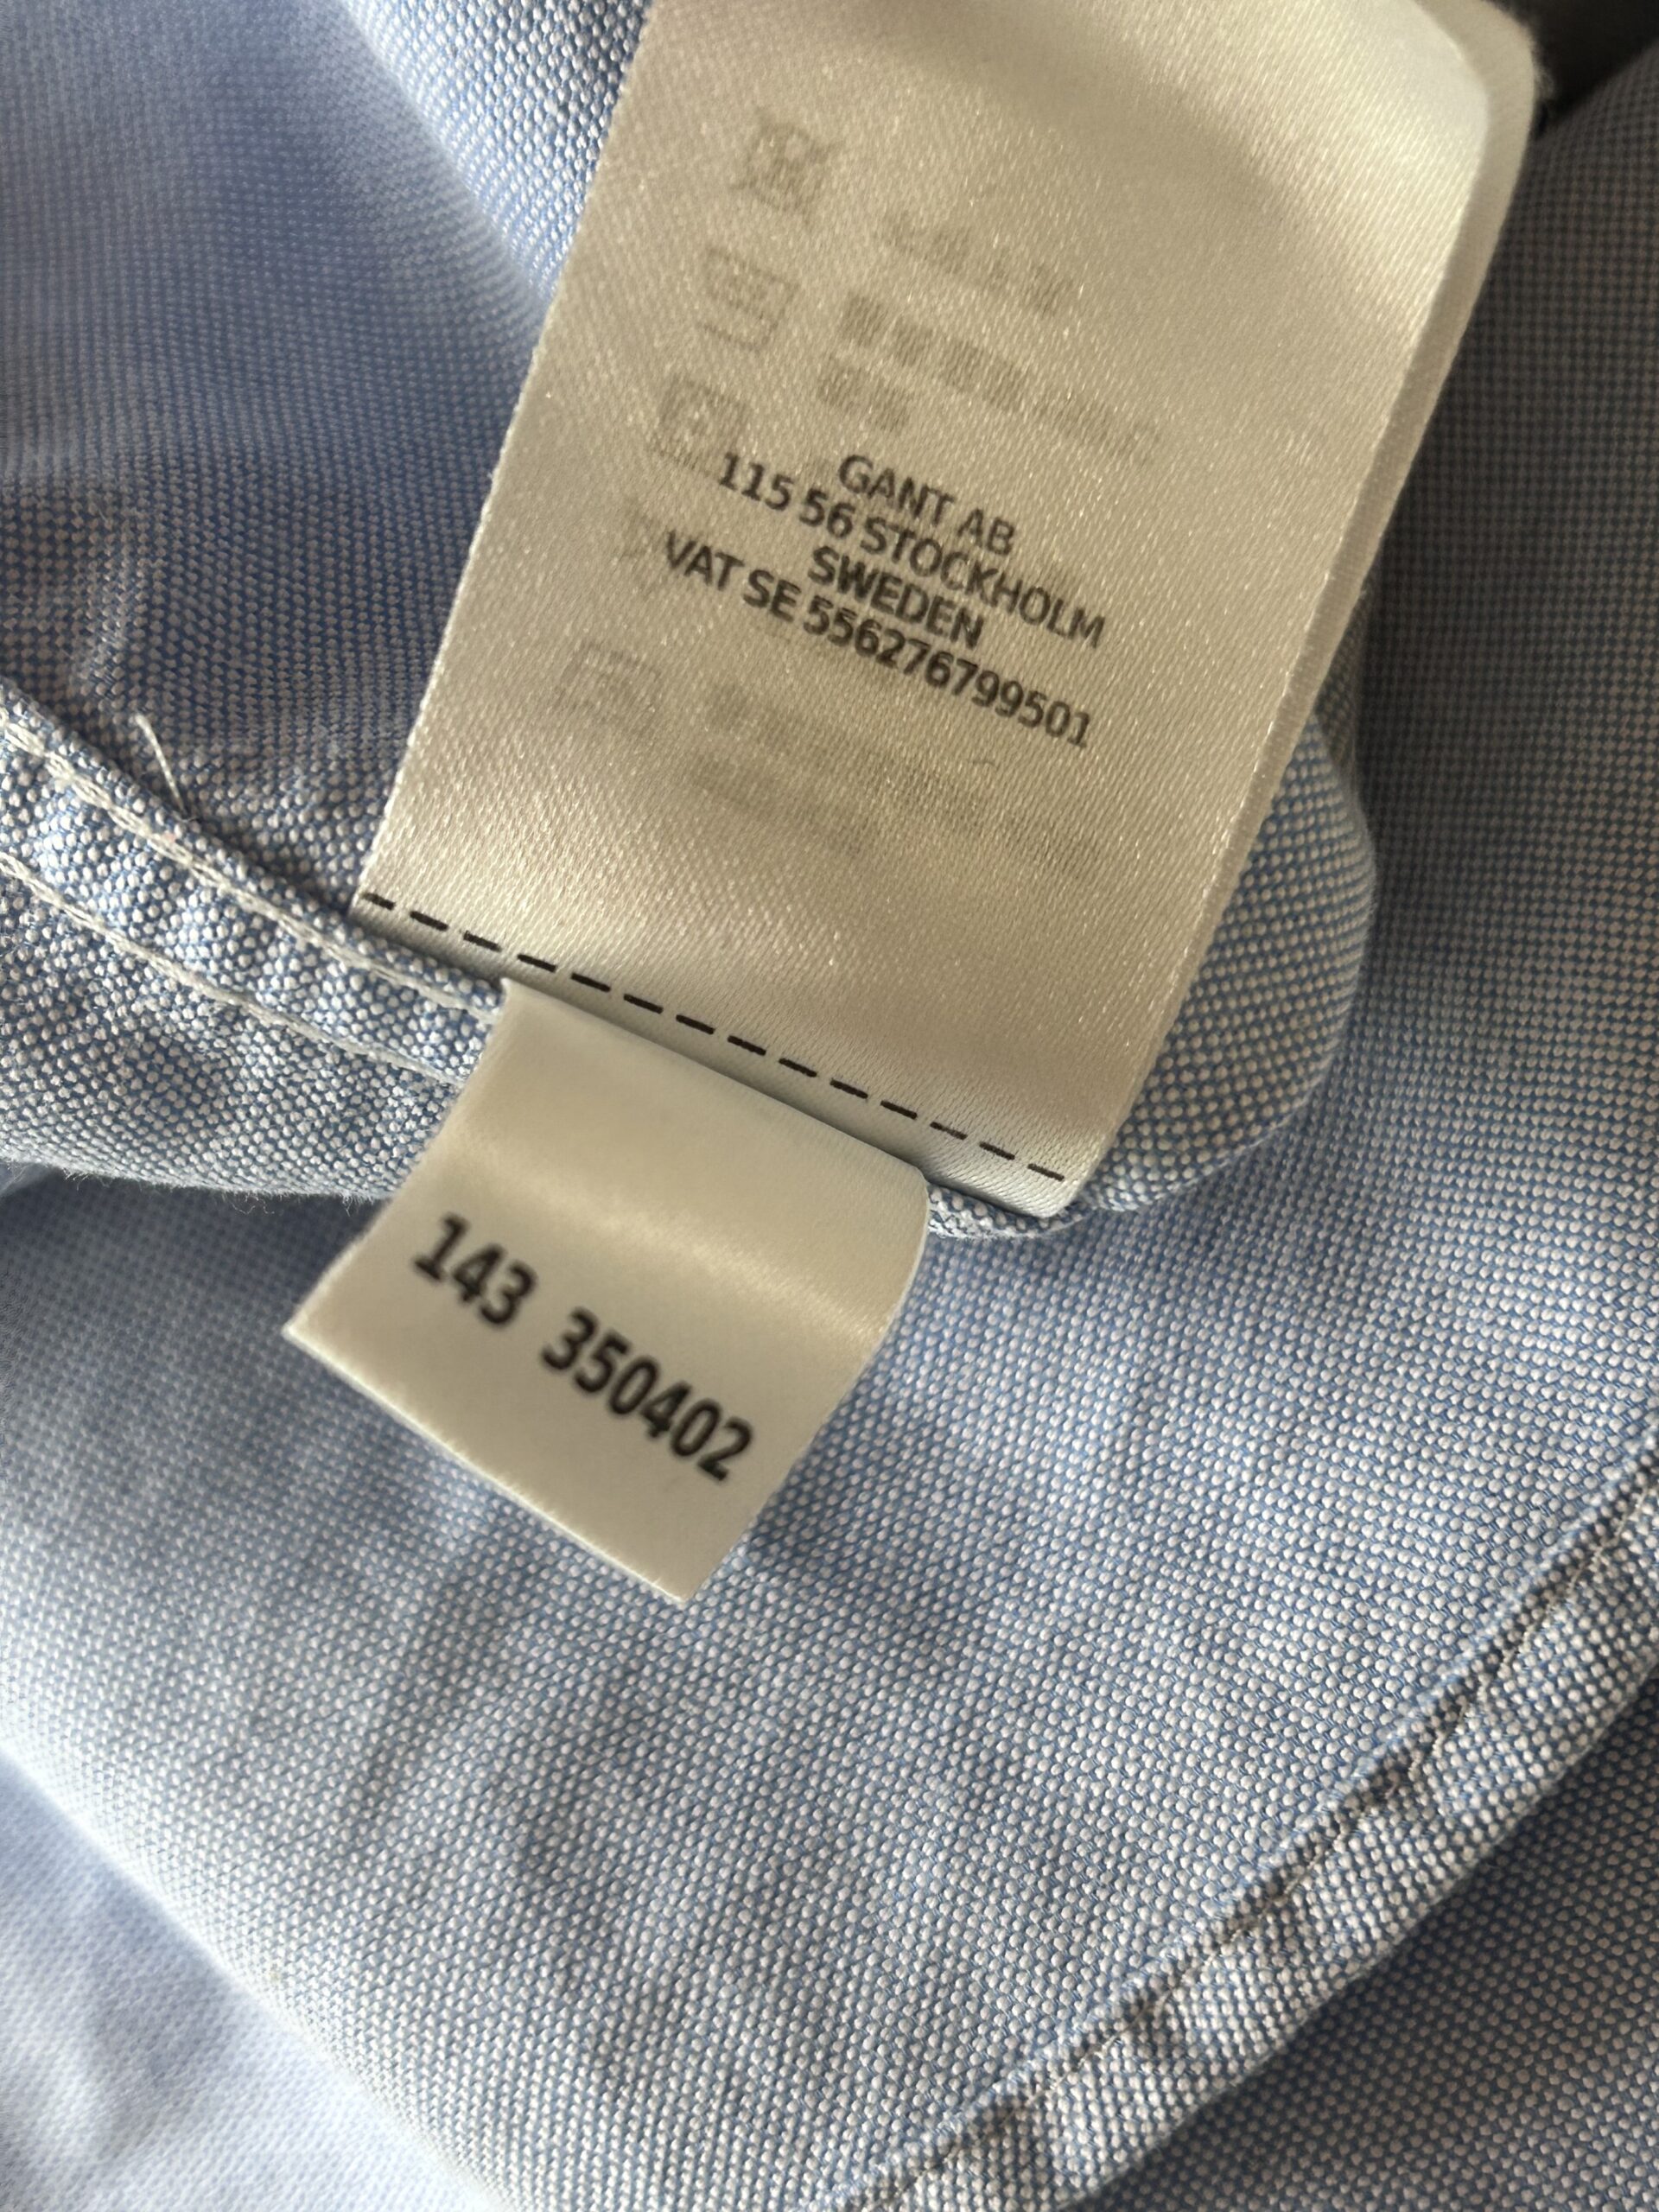 GANT AB
115 56 STOCKHOLM
SWEDEN
VAT SE 556276799501
143 350402